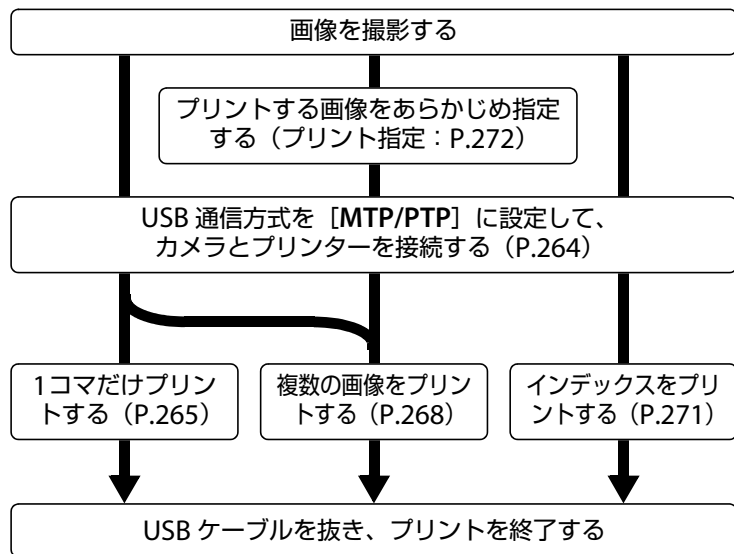 画像を撮影する
プリントする画像をあらかじめ指定
する（プリント指定：P.272）
USB 通信方式を［MTP/PTP］に設定して、
カメラとプリンターを接続する（P.264）
1コマだけプリン
トする（P.265）
複数の画像をプリン
トする（P.268）
インデックスをプリ
ントする（P.271）
USB ケーブルを抜き、プリントを終了する